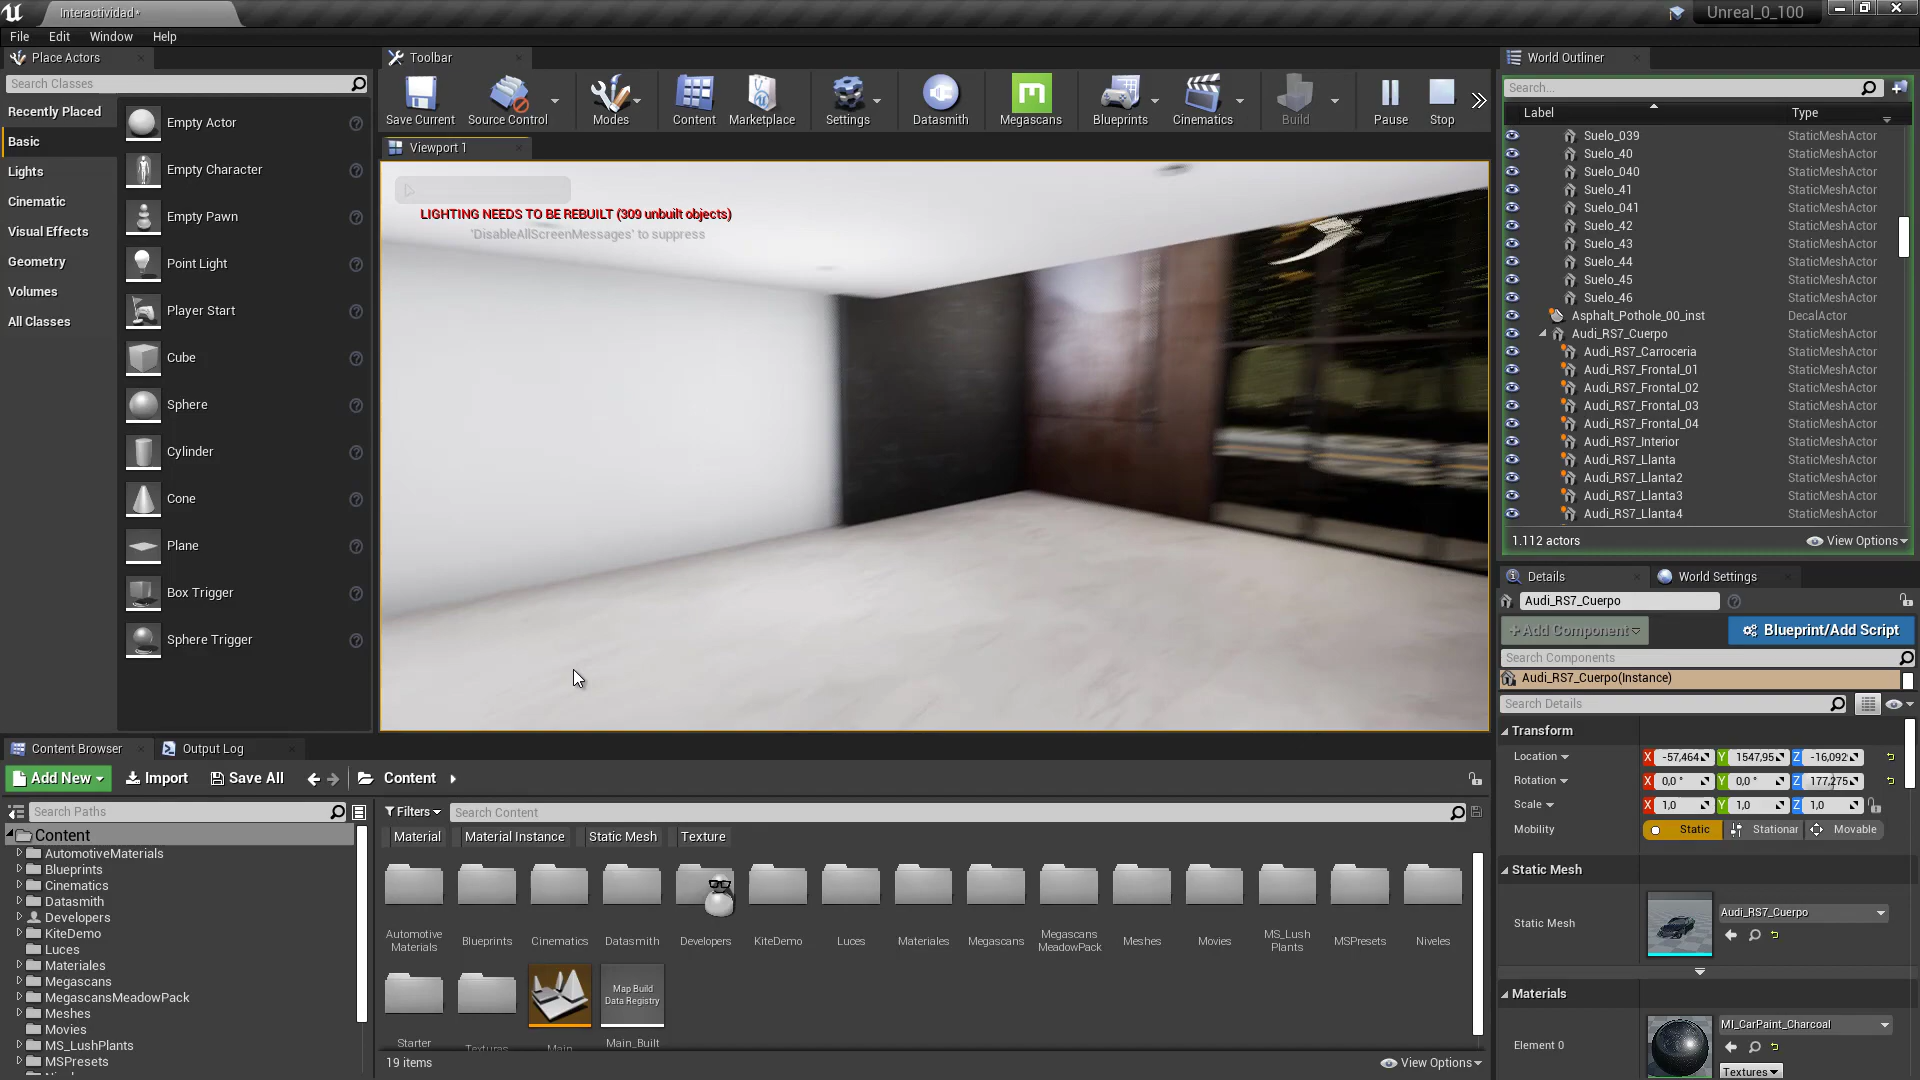 Interactividad*
Unreal_0_100
File Edit Window Help
Place Actors
Search Classes
Recently Placed
Basic
Lights
Cinematic
Visual Effects
Geometry
Volumes
All Classes
Empty Actor
Empty Character
Empty Pawn
Point Light
Player Start
Cube
Sphere
Cylinder
Cone
Plane
Box Trigger
Sphere Trigger
Toolbar
Save Current Source Control Modes Content Marketplace Settings Datasmith Megascans Blueprints Cinematics Build Pause Stop
Viewport 1
LIGHTING NEEDS TO BE REBUILT (309 unbuilt objects)
'DisableAllScreenMessages' to suppress
World Outliner
Search...
Label Type
Suelo_039 StaticMeshActor
Suelo_40 StaticMeshActor
Suelo_040 StaticMeshActor
Suelo_41 StaticMeshActor
Suelo_041 StaticMeshActor
Suelo_42 StaticMeshActor
Suelo_43 StaticMeshActor
Suelo_44 StaticMeshActor
Suelo_45 StaticMeshActor
Suelo_46 StaticMeshActor
Asphalt_Pothole_00_inst DecalActor
Audi_RS7_Cuerpo StaticMeshActor
Audi_RS7_Carroceria StaticMeshActor
Audi_RS7_Frontal_01 StaticMeshActor
Audi_RS7_Frontal_02 StaticMeshActor
Audi_RS7_Frontal_03 StaticMeshActor
Audi_RS7_Frontal_04 StaticMeshActor
Audi_RS7_Interior StaticMeshActor
Audi_RS7_Llanta StaticMeshActor
Audi_RS7_Llanta2 StaticMeshActor
Audi_RS7_Llanta3 StaticMeshActor
Audi_RS7_Llanta4 StaticMeshActor
1.112 actors View Options
Details World Settings
Audi_RS7_Cuerpo
+Add Component Blueprint/Add Script
Search Components
Audi_RS7_Cuerpo(Instance)
Search Details
Transform
Location X -57,464 Y 1547,95 Z -16,092
Rotation X 0,0 ° Y 0,0 ° Z 177,275
Scale X 1,0 Y 1,0 Z 1,0
Mobility Static Stationar Movable
Static Mesh
Static Mesh Audi_RS7_Cuerpo
Materials
Element 0 MI_CarPaint_Charcoal
Textures
Content Browser Output Log
Add New Import Save All Content
Search Paths
Content
AutomotiveMaterials
Blueprints
Cinematics
Datasmith
Developers
KiteDemo
Luces
Materiales
Megascans
MegascansMeadowPack
Meshes
Movies
MS_LushPlants
MSPresets
Filters Search Content
Material Material Instance Static Mesh Texture
Automotive Materials
Blueprints
Cinematics
Datasmith
Developers
KiteDemo
Luces
Materiales
Megascans
Megascans MeadowPack
Meshes
Movies
MS_Lush Plants
MSPresets
Niveles
Map Build
Data Registry
Starter
Textures
Main
Main_Built
19 items View Options